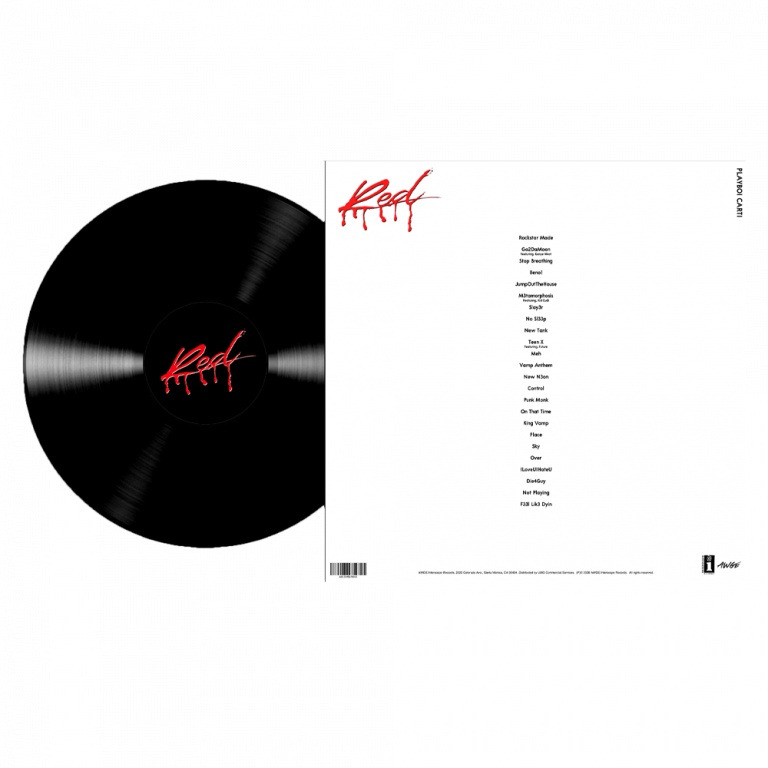 Red
PLAYBOI CARTI
Rockstar Made
Go2DaMoon
Featuring Kanye West
Stop Breathing
Beno!
JumpOutTheHouse
M3tamorphosis
Featuring Kid Cudi
Slay3r
No Sl33p
New Tank
Teen X
Featuring Future
Meh
Vamp Anthem
New N3on
Control
Punk Monk
On That Time
King Vamp
Place
Sky
Over
ILoveUIHateU
Die4Guy
Not Playing
F33l Lik3 Dyin
Red
AWGE